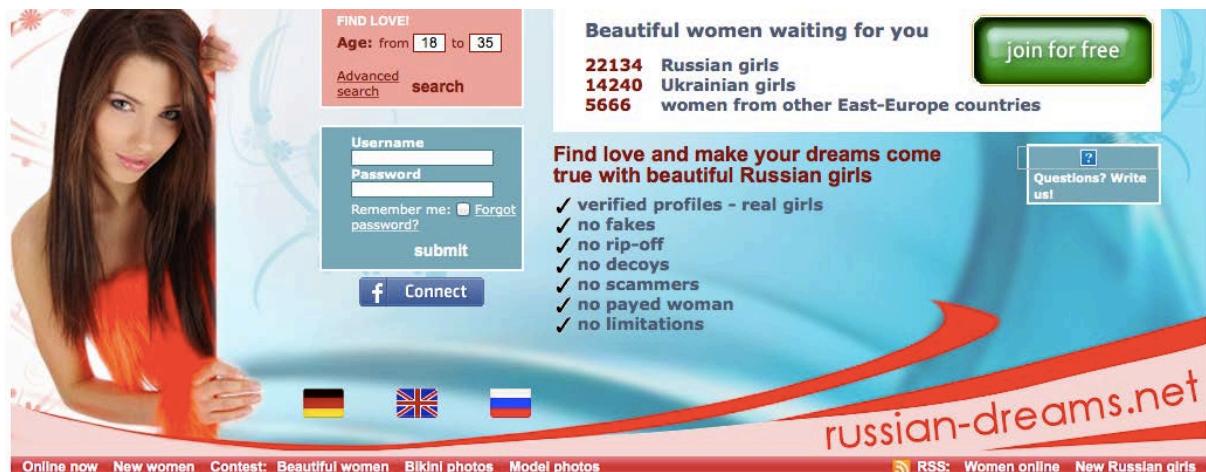 FIND LOVE!
Age: from 18 to 35
Advanced
search search
Username
Password
Remember me: Forgot
password?
submit
f Connect
Beautiful women waiting for you
22134 Russian girls
14240 Ukrainian girls
5666 women from other East-Europe countries
join for free
Find love and make your dreams come
true with beautiful Russian girls
✓ verified profiles - real girls
✓ no fakes
✓ no rip-off
✓ no decoys
✓ no scammers
✓ no payed woman
✓ no limitations
?
Questions? Write
us!
russian-dreams.net
Online now New women Contest: Beautiful women Bikini photos Model photos RSS: Women online New Russian girls